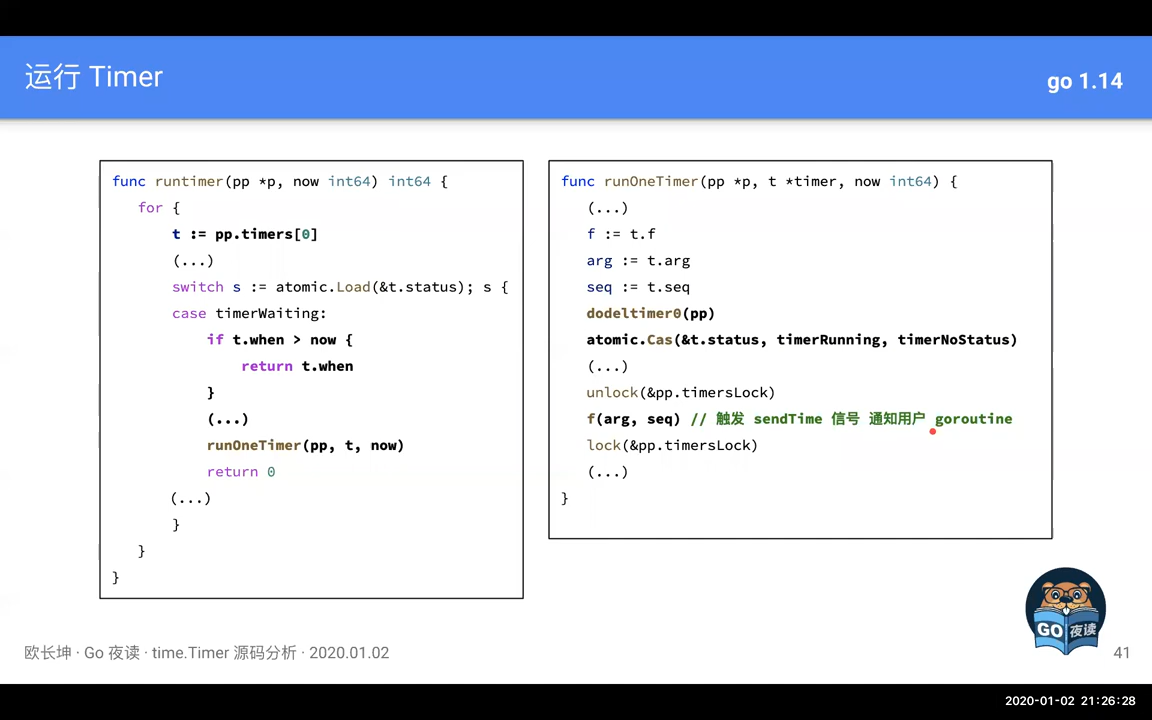 运行 Timer
go 1.14
func runtimer(pp *p, now int64) int64 {
for {
t := pp.timers[0]
(...)
switch s := atomic.Load(&t.status); s {
case timerWaiting:
if t.when > now {
return t.when
}
(...)
runOneTimer(pp, t, now)
return 0
(...)
}
}
}
func runOneTimer(pp *p, t *timer, now int64) {
(...)
f := t.f
arg := t.arg
seq := t.seq
dodeltimer0(pp)
atomic.Cas(&t.status, timerRunning, timerNoStatus)
(...)
unlock(&pp.timersLock)
f(arg, seq) // 触发 sendTime 信号 通知用户 goroutine
lock(&pp.timersLock)
(...)
}
GO 夜读
欧长坤 · Go 夜读 · time.Timer 源码分析 · 2020.01.02
41
2020-01-02 21:26:28